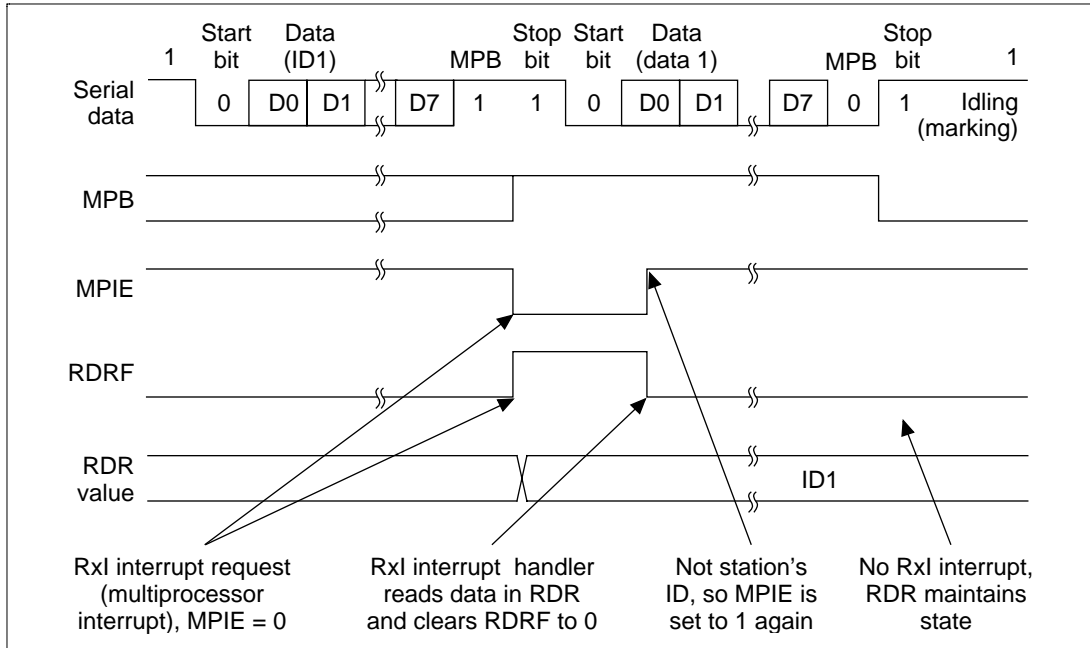 1 Start bit Data (ID1) MPB Stop bit Start bit Data (data 1) MPB Stop bit 1
Serial data 0 D0 D1 D7 1 1 0 D0 D1 D7 0 1 Idling (marking)
MPB
MPIE
RDRF
RDR value ID1
RxI interrupt request
(multiprocessor
interrupt), MPIE = 0
RxI interrupt handler
reads data in RDR
and clears RDRF to 0
Not station's
ID, so MPIE is
set to 1 again
No RxI interrupt,
RDR maintains
state